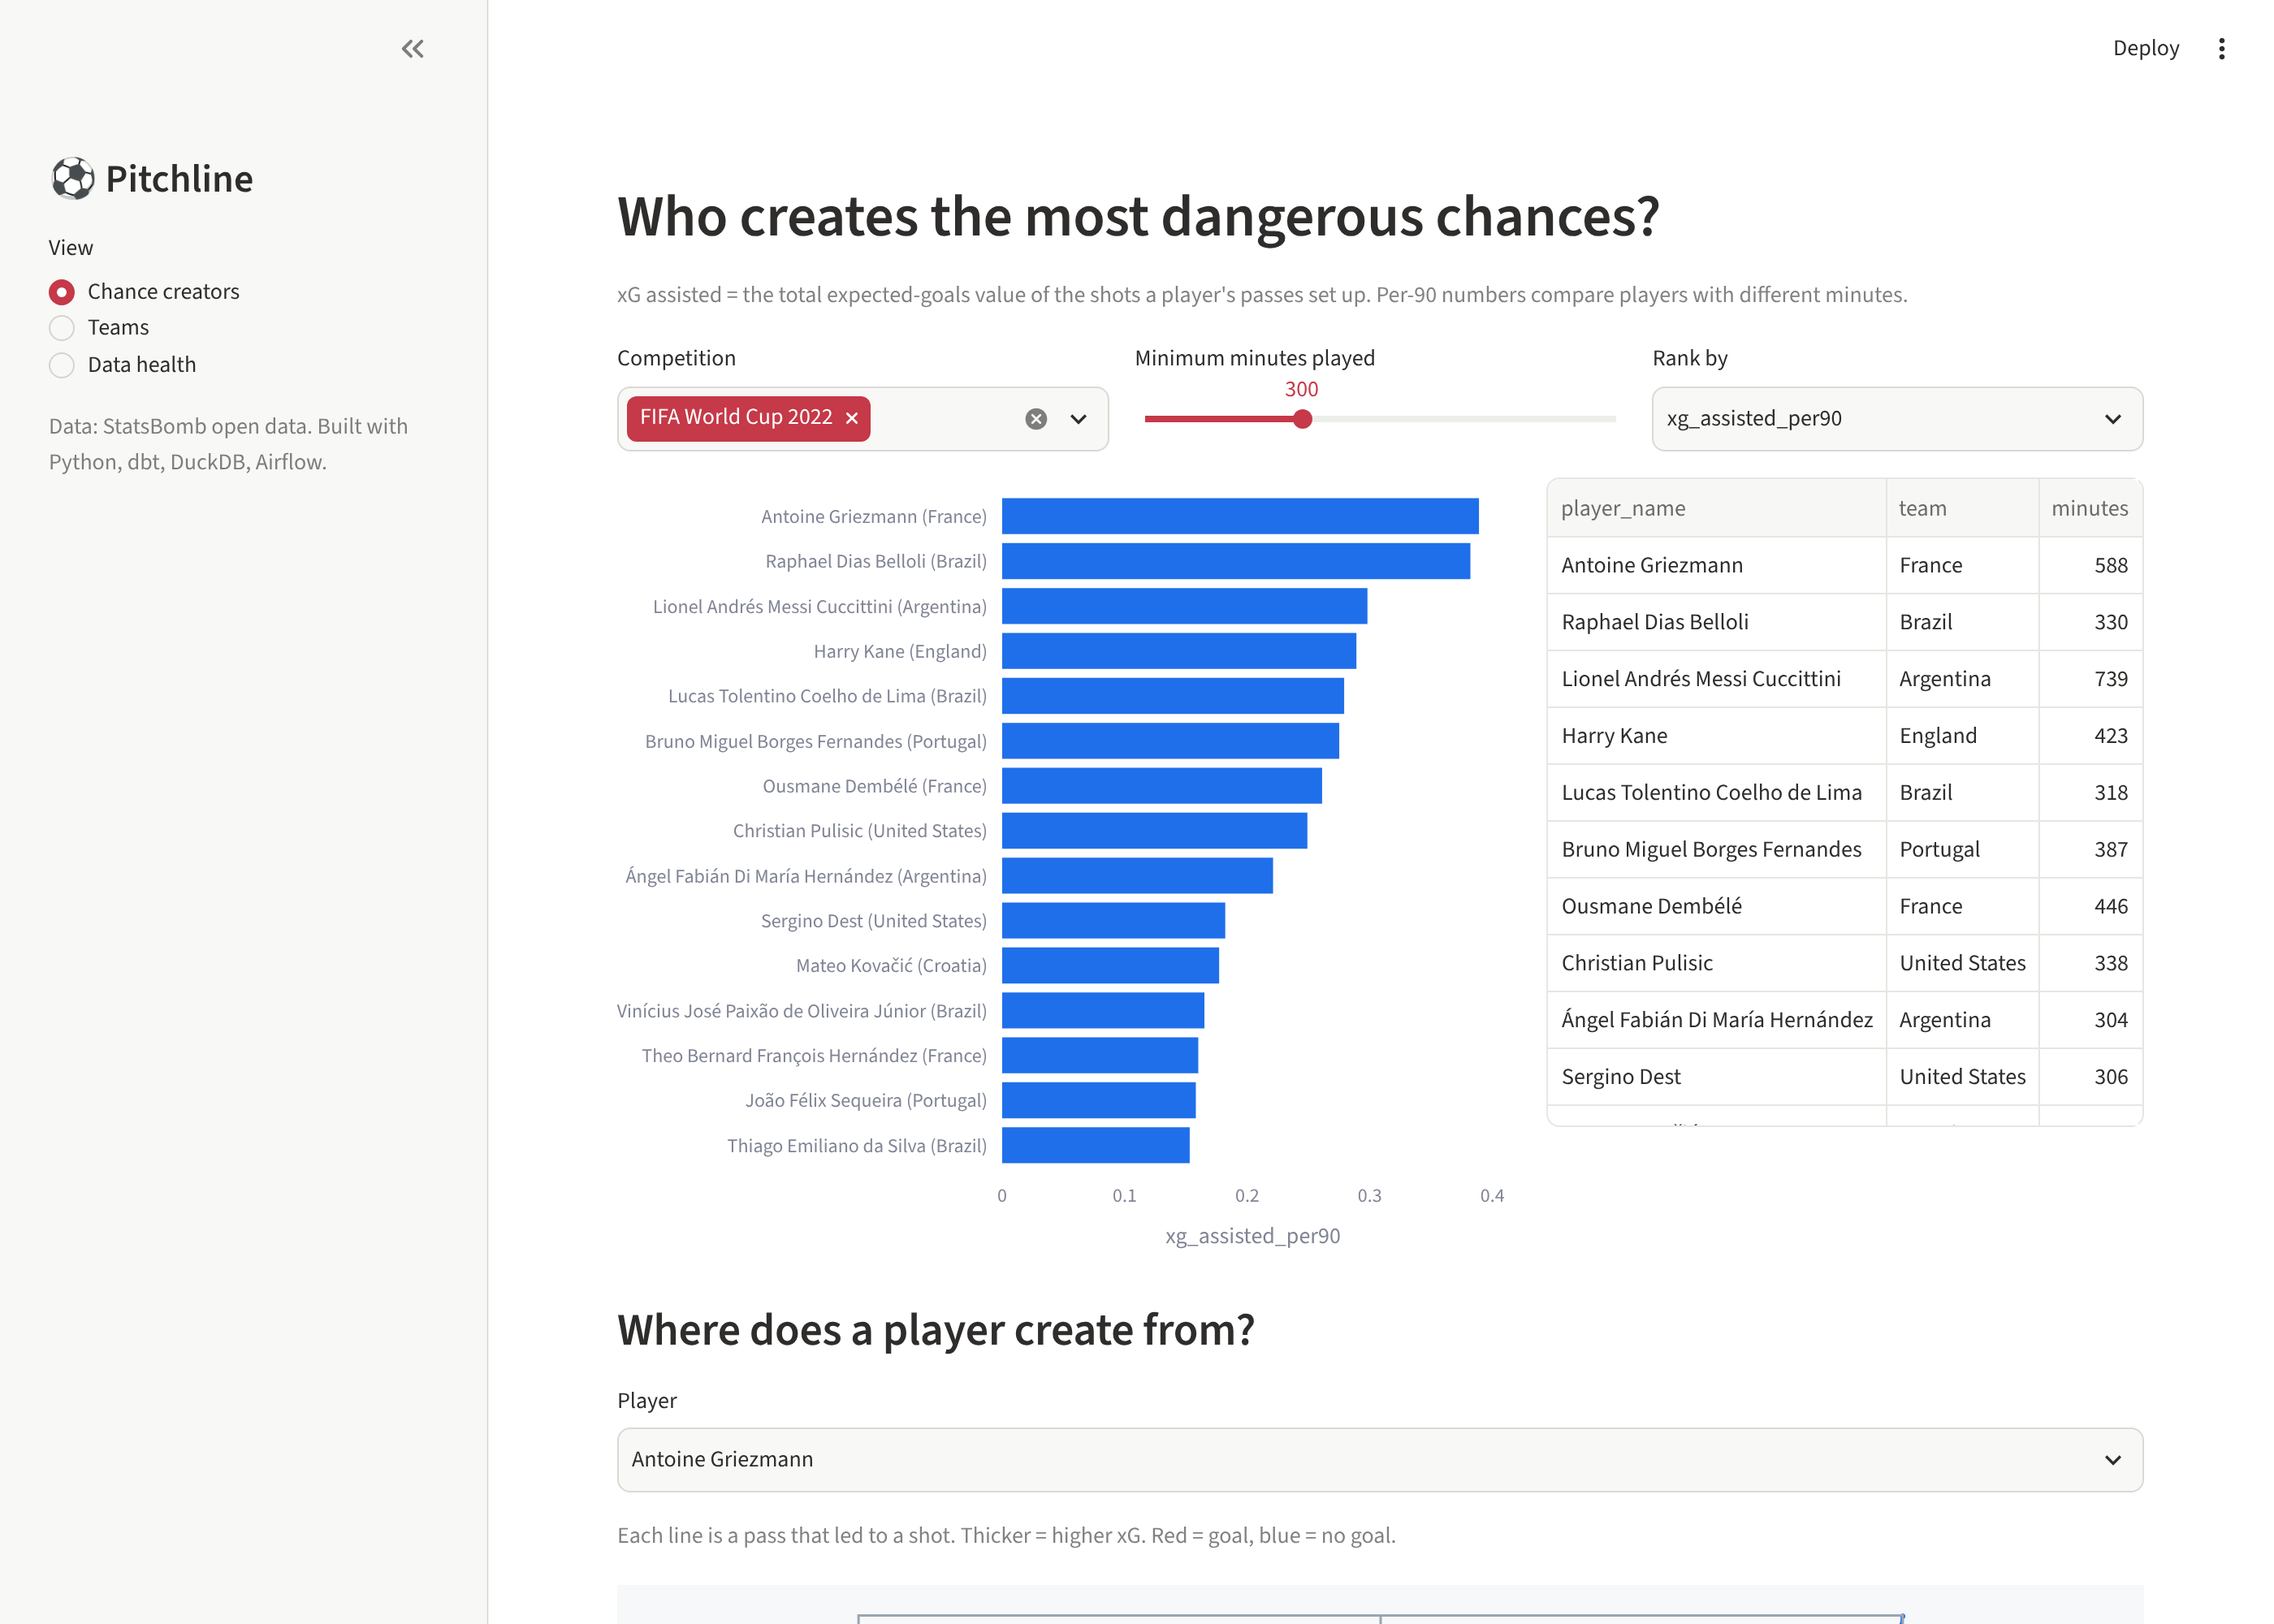 Deploy
⚽ Pitchline
View
Chance creators
Teams
Data health
Data: StatsBomb open data. Built with
Python, dbt, DuckDB, Airflow.
Who creates the most dangerous chances?
xG assisted = the total expected-goals value of the shots a player's passes set up. Per-90 numbers compare players with different minutes.
Competition
FIFA World Cup 2022
Minimum minutes played
300
Rank by
xg_assisted_per90
Antoine Griezmann (France)
Raphael Dias Belloli (Brazil)
Lionel Andrés Messi Cuccittini (Argentina)
Harry Kane (England)
Lucas Tolentino Coelho de Lima (Brazil)
Bruno Miguel Borges Fernandes (Portugal)
Ousmane Dembélé (France)
Christian Pulisic (United States)
Ángel Fabián Di María Hernández (Argentina)
Sergino Dest (United States)
Mateo Kovačić (Croatia)
Vinícius José Paixão de Oliveira Júnior (Brazil)
Theo Bernard François Hernández (France)
João Félix Sequeira (Portugal)
Thiago Emiliano da Silva (Brazil)
0 0.1 0.2 0.3 0.4
xg_assisted_per90
player_name team minutes
Antoine Griezmann France 588
Raphael Dias Belloli Brazil 330
Lionel Andrés Messi Cuccittini Argentina 739
Harry Kane England 423
Lucas Tolentino Coelho de Lima Brazil 318
Bruno Miguel Borges Fernandes Portugal 387
Ousmane Dembélé France 446
Christian Pulisic United States 338
Ángel Fabián Di María Hernández Argentina 304
Sergino Dest United States 306
Where does a player create from?
Player
Antoine Griezmann
Each line is a pass that led to a shot. Thicker = higher xG. Red = goal, blue = no goal.